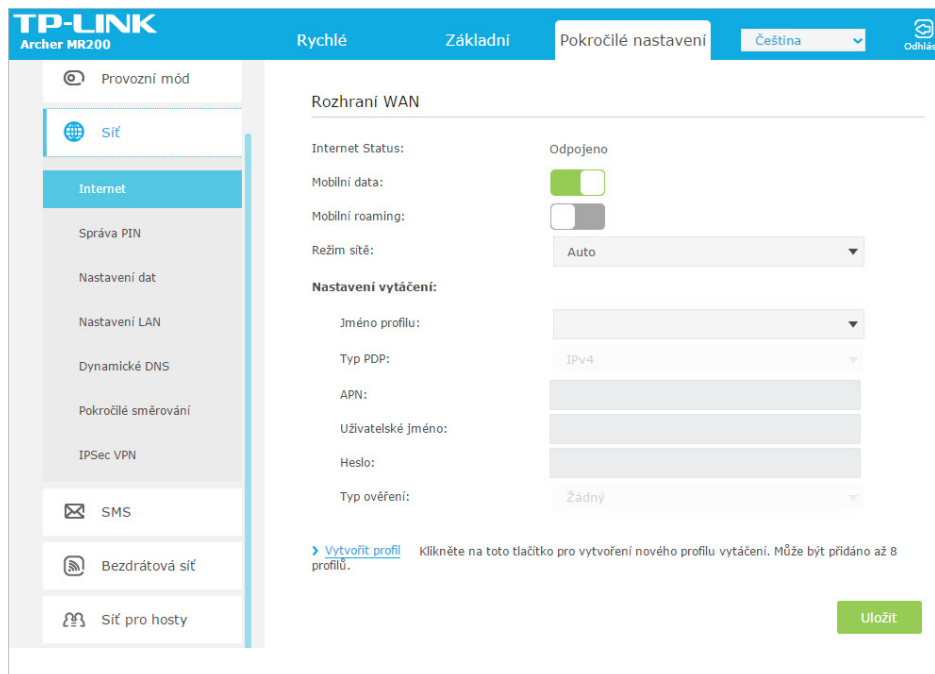 TP-LINK
Archer MR200
Rychlé
Základní
Pokročilé nastavení
Čeština
Provozní mód
Síť
Internet
Správa PIN
Nastavení dat
Nastavení LAN
Dynamické DNS
Pokročilé směrování
IPSec VPN
SMS
Bezdrátová síť
Síť pro hosty
Rozhraní WAN
Internet Status: Odpojeno
Mobilní data:
Mobilní roaming:
Režim sítě: Auto
Nastavení vytáčení:
Jméno profilu:
Typ PDP: IPv4
APN:
Uživatelské jméno:
Heslo:
Typ ověření: Žádný
Vytvořit profil Klikněte na toto tlačítko pro vytvoření nového profilu vytáčení. Může být přidáno až 8
profilů.
Uložit